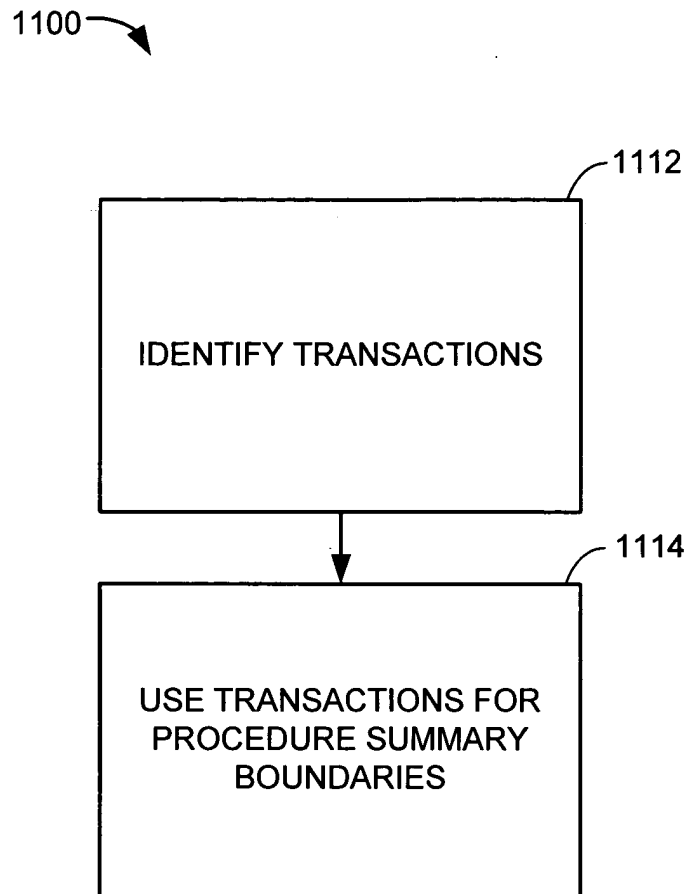 1100
1112
IDENTIFY TRANSACTIONS
1114
USE TRANSACTIONS FOR
PROCEDURE SUMMARY
BOUNDARIES